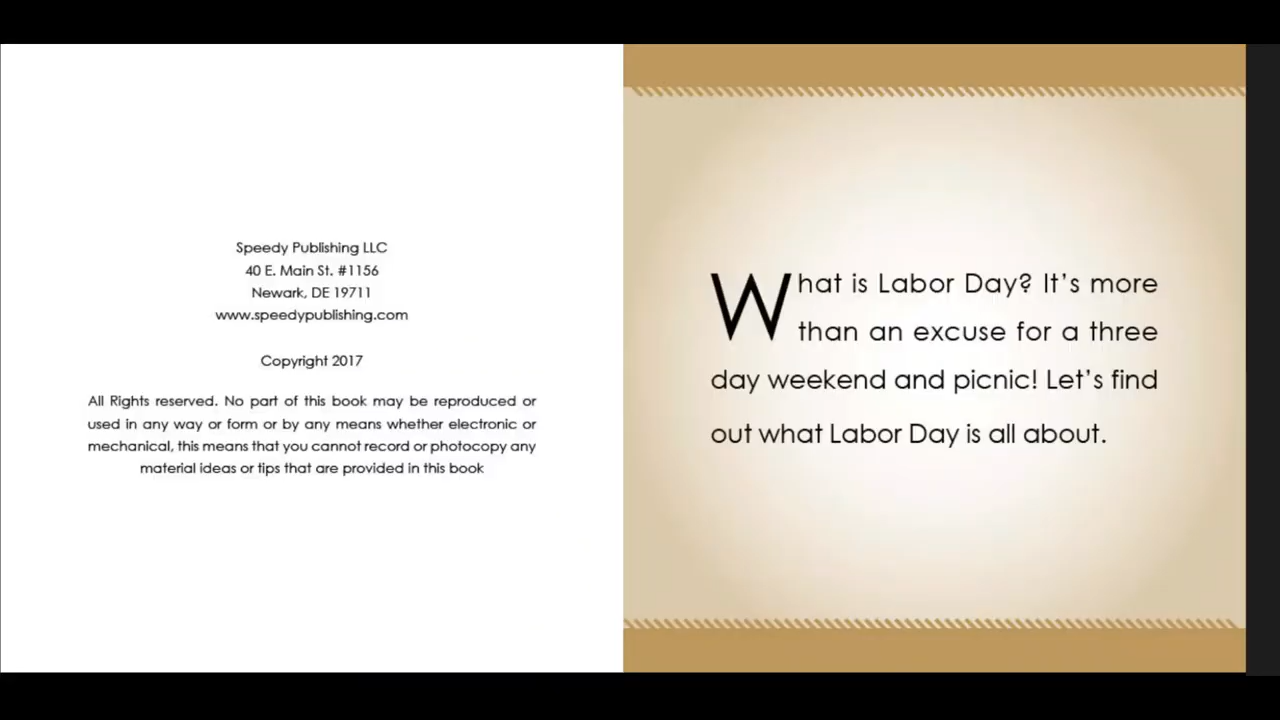 Speedy Publishing LLC
40 E. Main St. #1156
Newark, DE 19711
www.speedypublishing.com
Copyright 2017
All Rights reserved. No part of this book may be reproduced or
used in any way or form or by any means whether electronic or
mechanical, this means that you cannot record or photocopy any
material ideas or tips that are provided in this book
What is Labor Day? It’s more
than an excuse for a three
day weekend and picnic! Let’s find
out what Labor Day is all about.